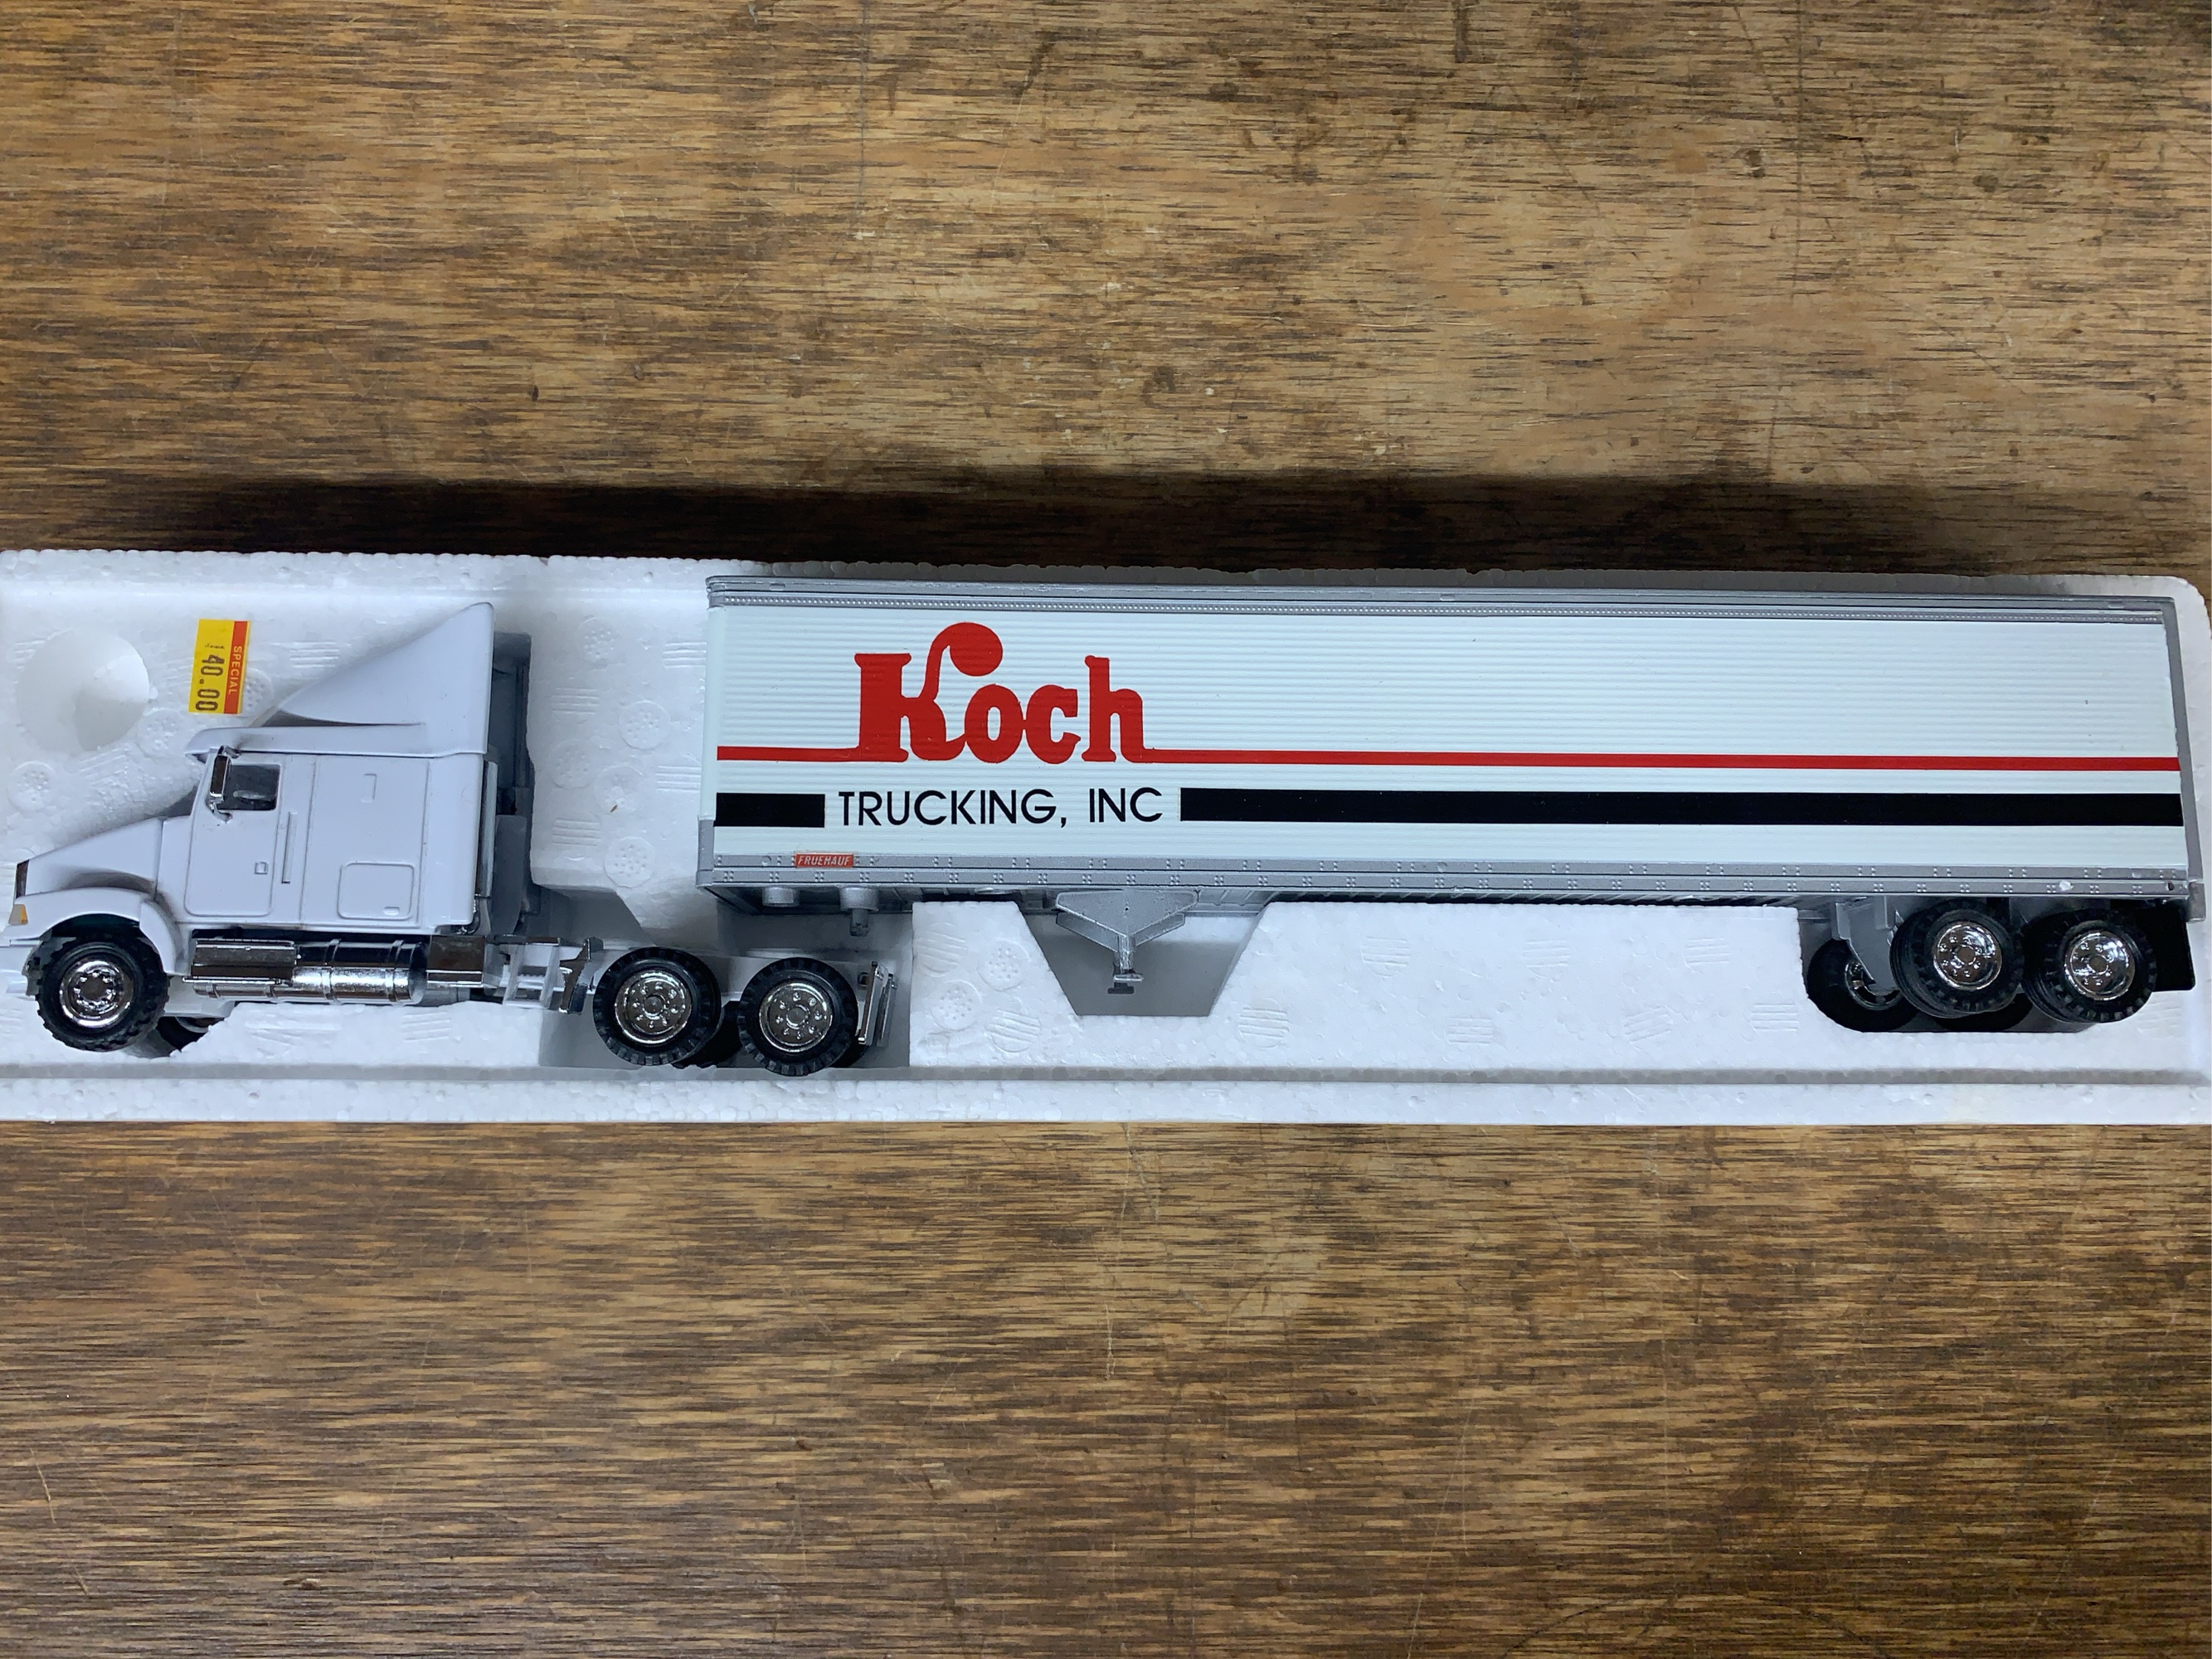 SPECIAL
40.00
Koch
TRUCKING, INC
FRUEHAUF